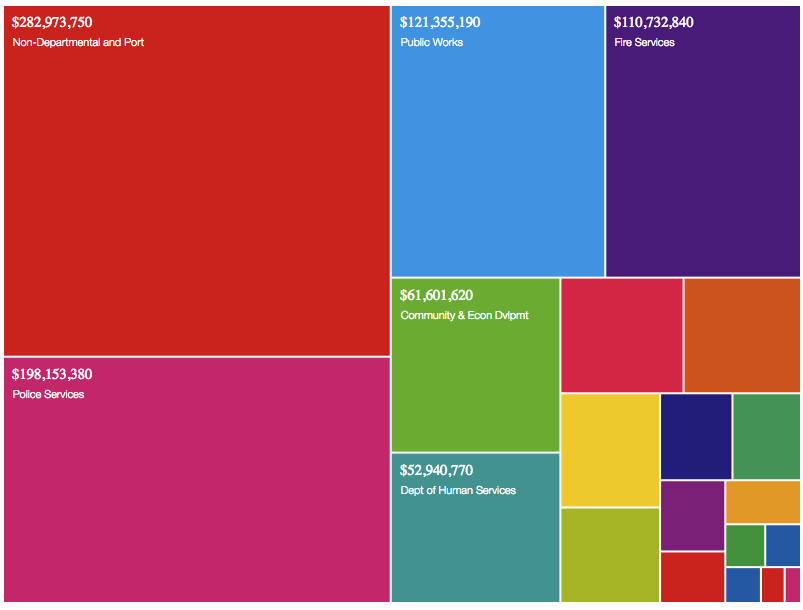 $282,973,750
Non-Departmental and Port
$121,355,190
Public Works
$110,732,840
Fire Services
$198,153,380
Police Services
$61,601,620
Community & Econ Dvlpmt
$52,940,770
Dept of Human Services